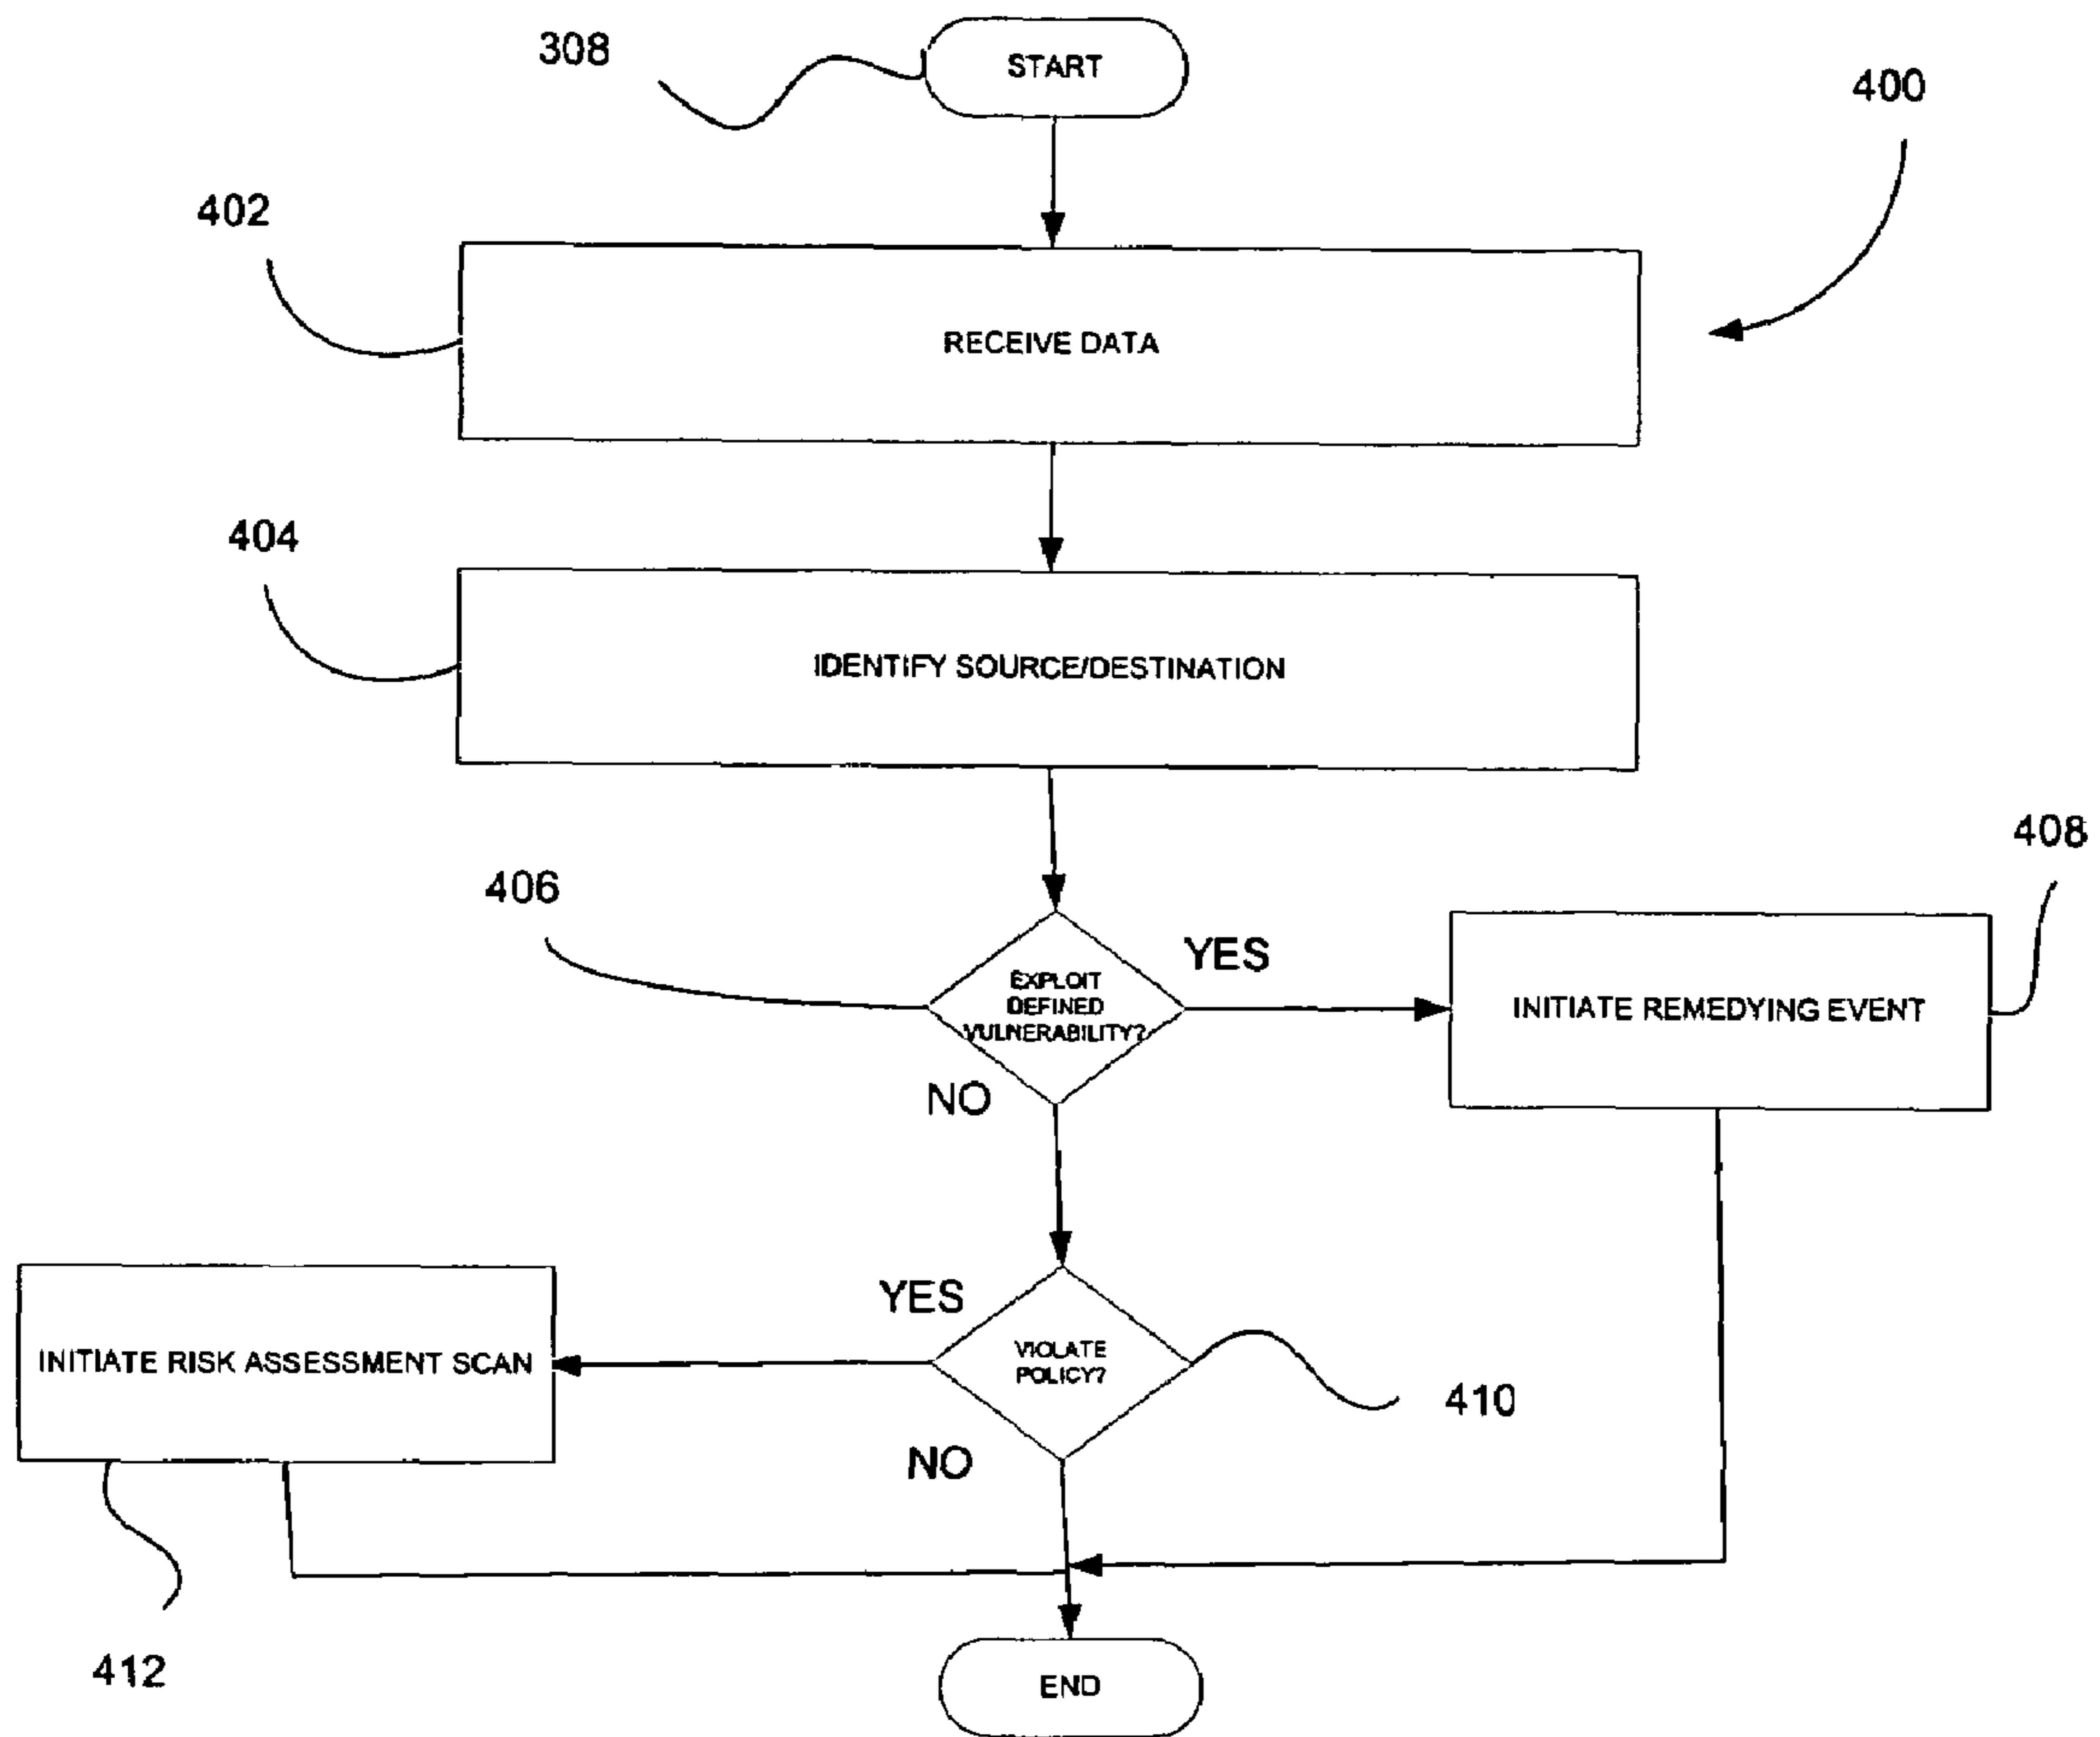 308
START
400
402
RECEIVE DATA
404
IDENTIFY SOURCE/DESTINATION
408
406
YES
EXPLOIT
DEFINED
VULNERABILITY?
INITIATE REMEDYING EVENT
NO
YES
VIOLATE
POLICY?
INITIATE RISK ASSESSMENT SCAN
410
NO
412
END